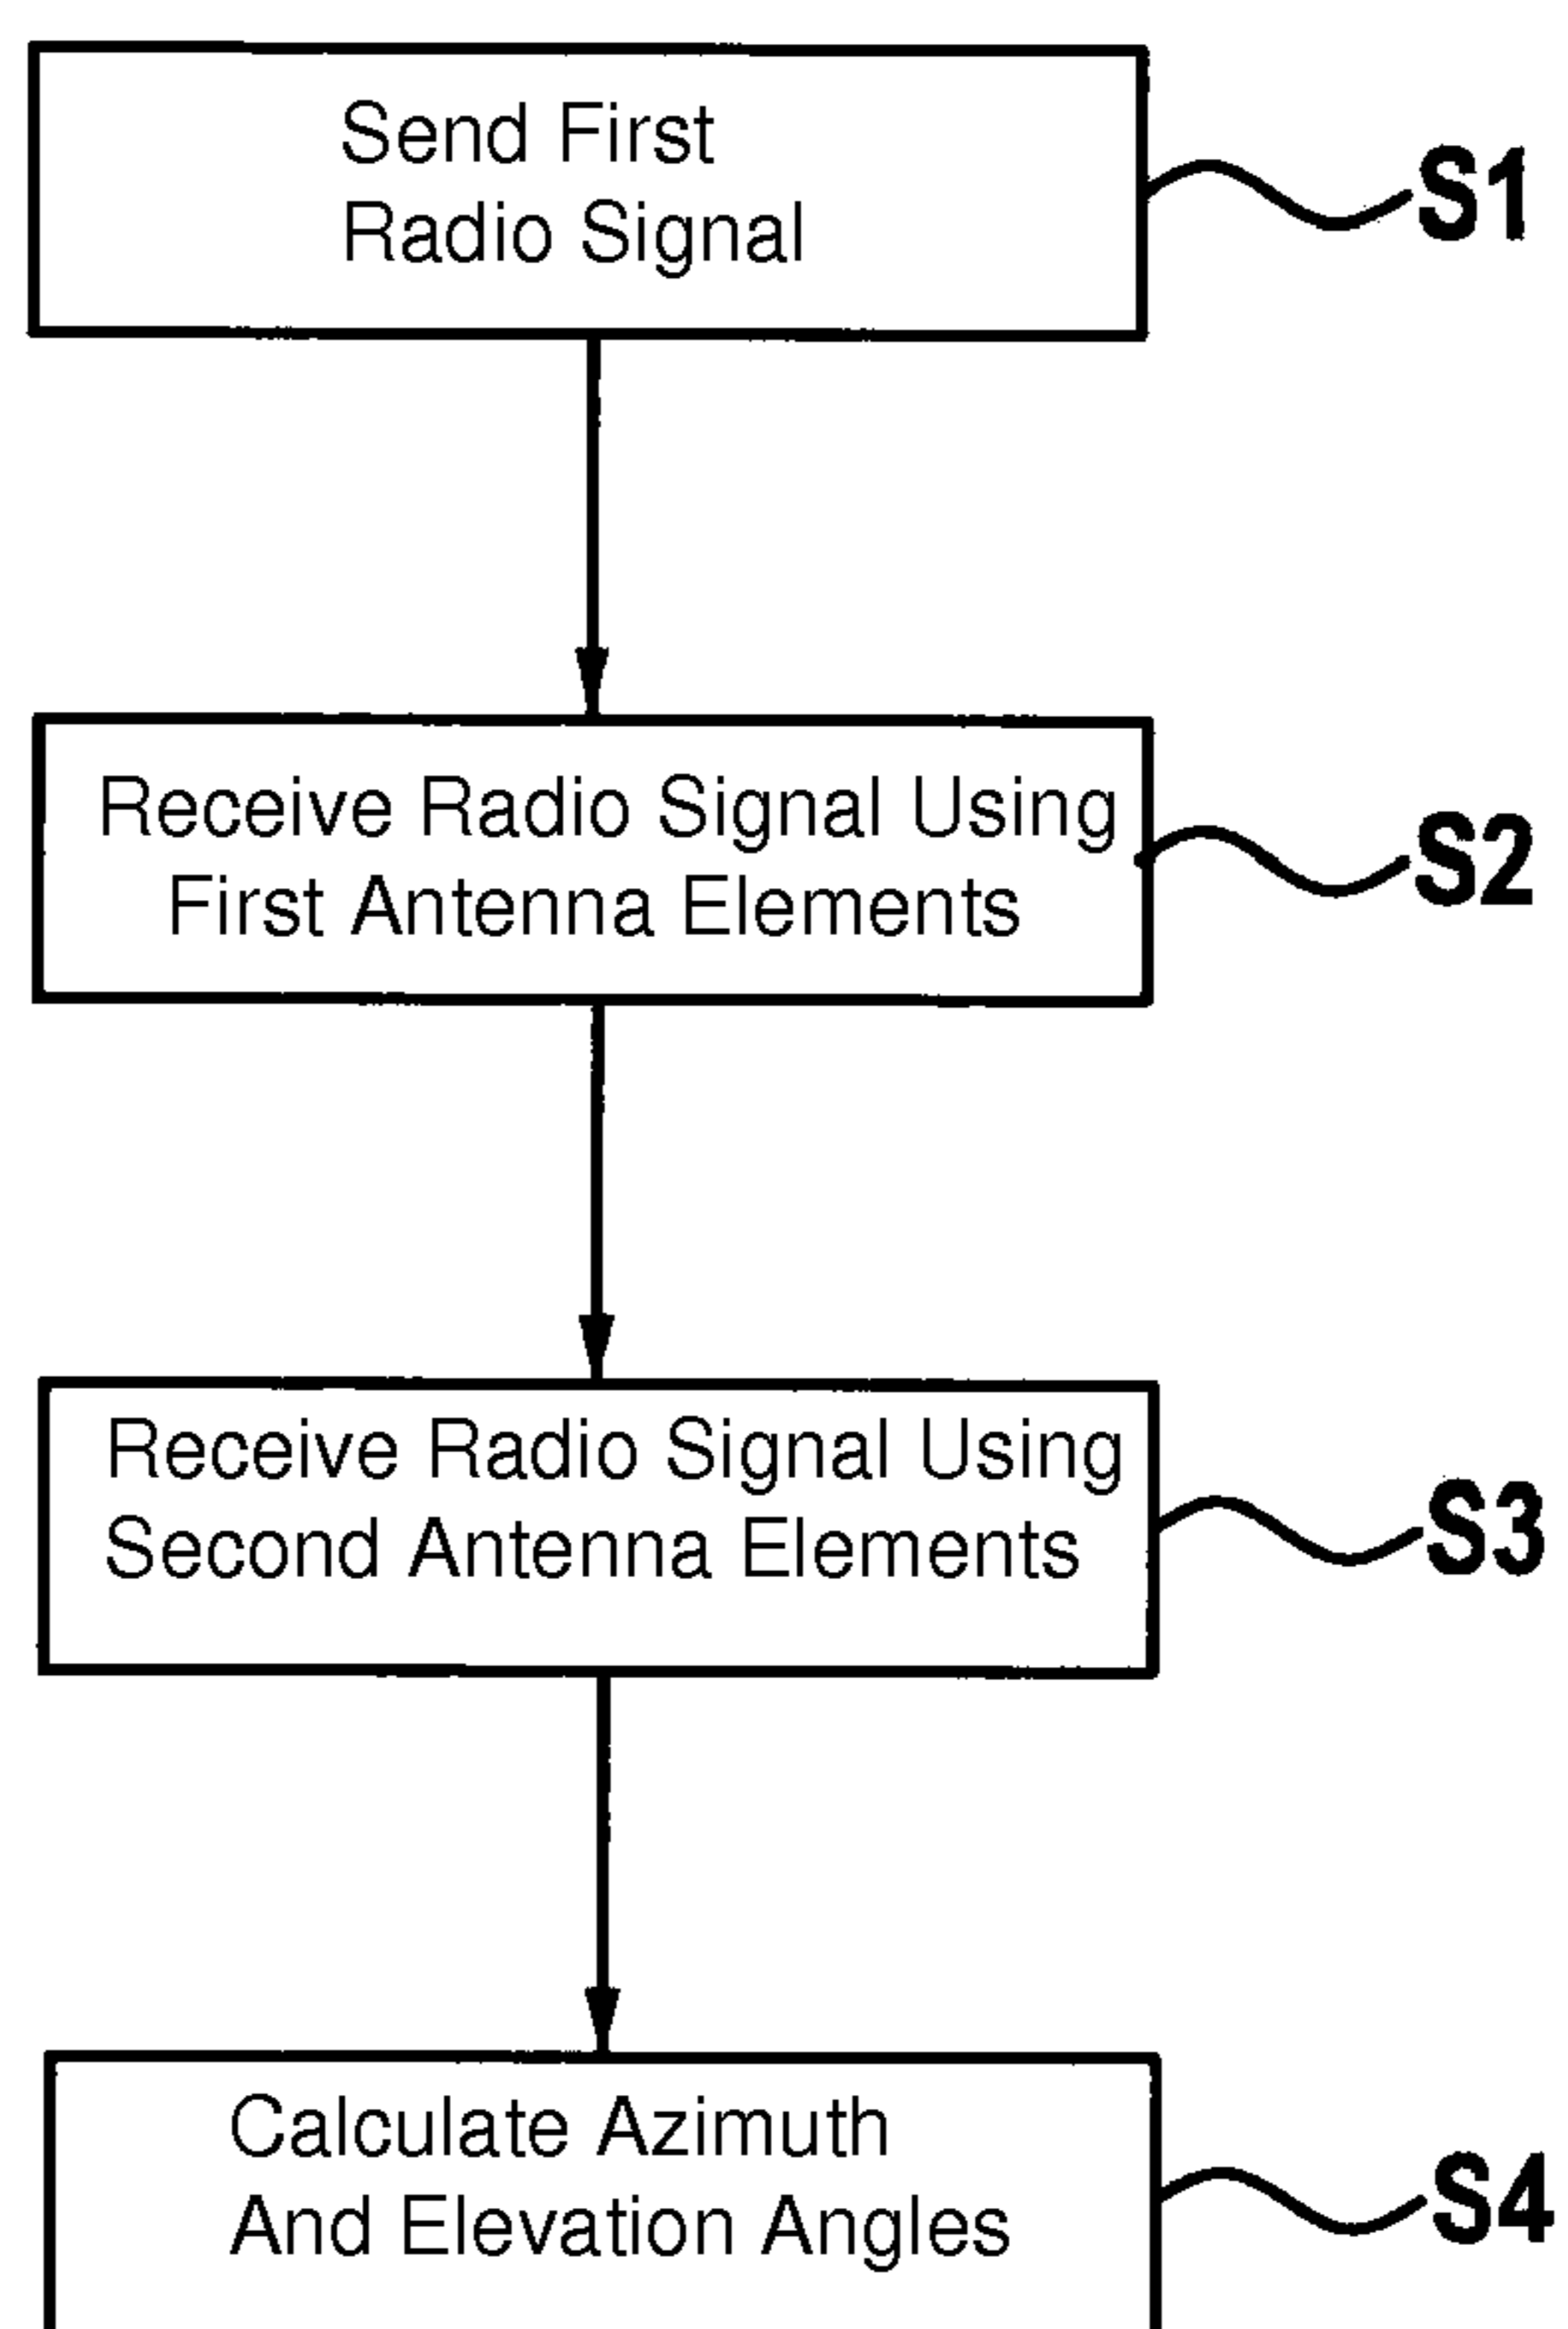 Send First
Radio Signal
S1
Receive Radio Signal Using
First Antenna Elements
S2
Receive Radio Signal Using
Second Antenna Elements
S3
Calculate Azimuth
And Elevation Angles
S4